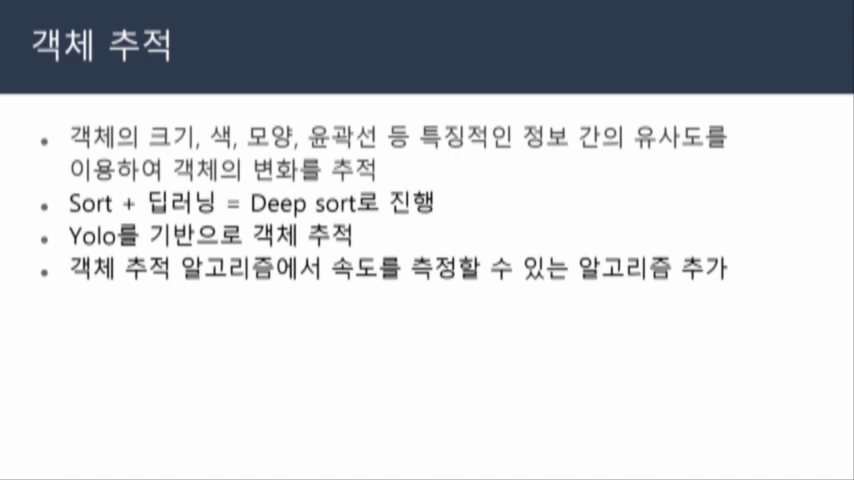 객체 추적
• 객체의 크기, 색, 모양, 윤곽선 등 특징적인 정보 간의 유사도를
이용하여 객체의 변화를 추적
• Sort + 딥러닝 = Deep sort로 진행
• Yolo를 기반으로 객체 추적
• 객체 추적 알고리즘에서 속도를 측정할 수 있는 알고리즘 추가